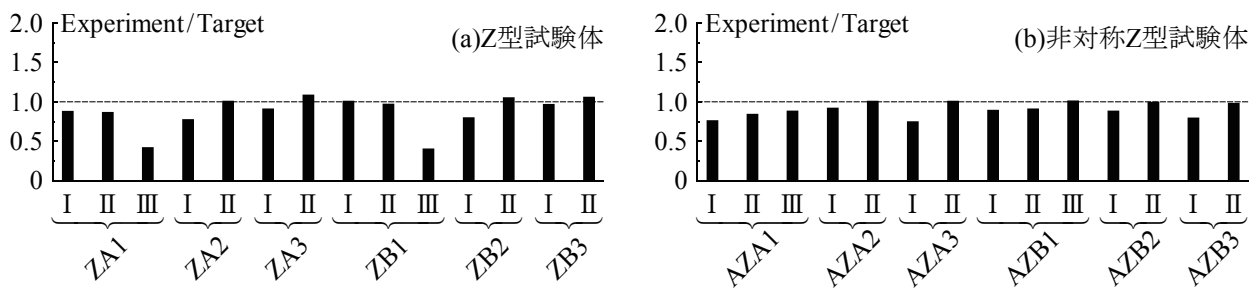 Experiment/Target
(a)Z型試験体
2.0
1.5
1.0
0.5
0
I II III I II I II I II III I II I II
ZA1 ZA2 ZA3 ZB1 ZB2 ZB3
Experiment/Target
(b)非対称Z型試験体
2.0
1.5
1.0
0.5
0
I II III I II I II I II III I II I II
AZA1 AZA2 AZA3 AZB1 AZB2 AZB3